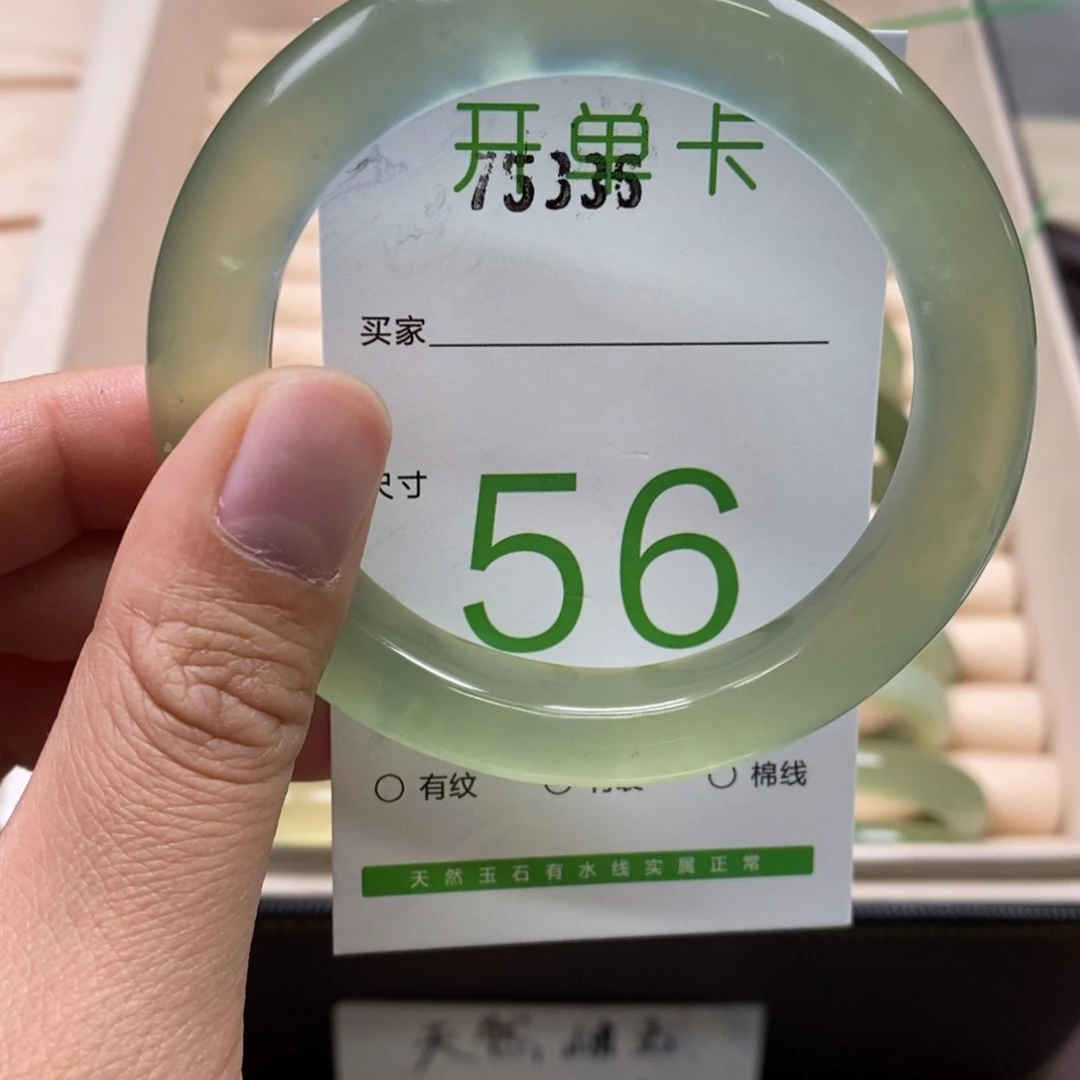 开单卡
75335
买家
尺寸
56
有纹
棉线
天然玉石有水线实属正常
天然